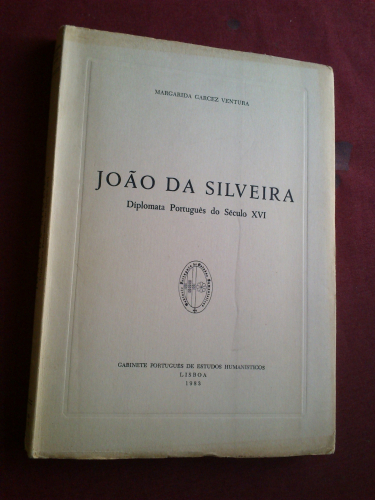 MARGARIDA GARCEZ VENTURA
JOÃO DA SILVEIRA
Diplomata Português do Século XVI
GABINETE PORTUGUÊS DE ESTUDOS HUMANÍSTICOS
LISBOA
1983